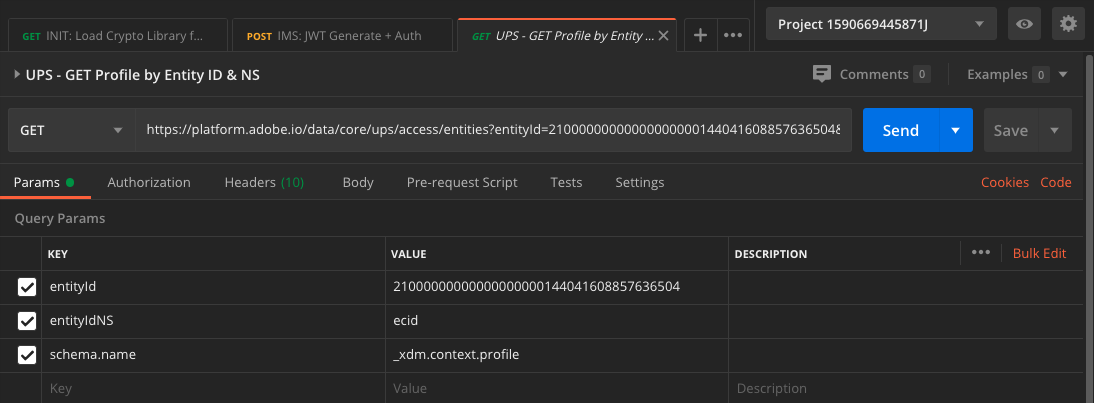 GET INIT: Load Crypto Library f...
POST IMS: JWT Generate + Auth
GET UPS - GET Profile by Entity ...
Project 1590669445871J
UPS - GET Profile by Entity ID & NS
Comments 0
Examples 0
GET
https://platform.adobe.io/data/core/ups/access/entities?entityId=21000000000000000000144041608857636504&
Send
Save
Params
Authorization
Headers (10)
Body
Pre-request Script
Tests
Settings
Cookies
Code
Query Params
KEY VALUE DESCRIPTION
Bulk Edit
entityId 21000000000000000000144041608857636504
entityIdNS ecid
schema.name _xdm.context.profile
Key Value Description